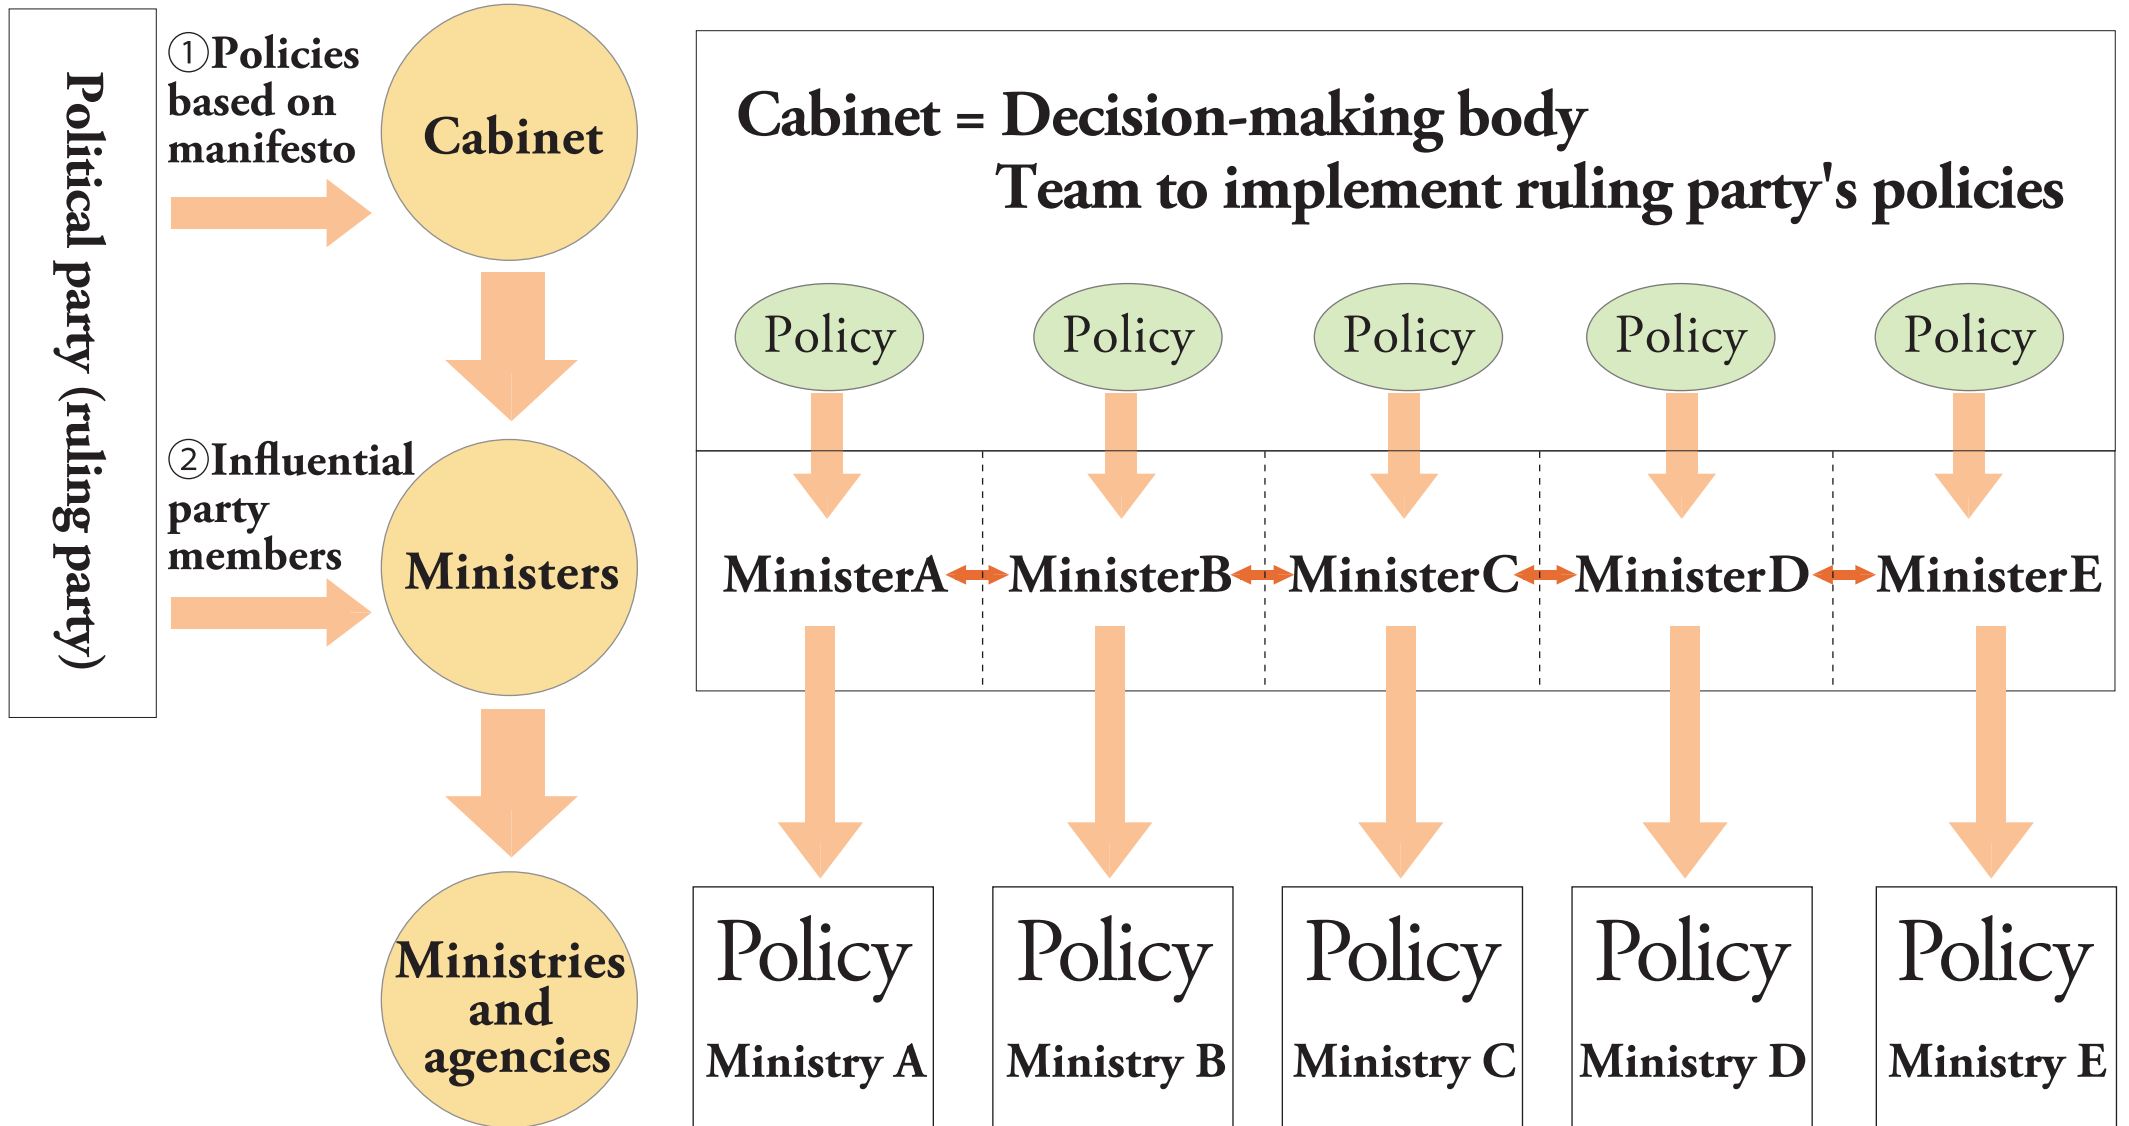 Political party (ruling party)
①Policies
based on
manifesto
Cabinet
②Influential
party
members
Ministers
Ministries
and
agencies
Cabinet = Decision-making body
Team to implement ruling party's policies
Policy Policy Policy Policy Policy
MinisterA MinisterB MinisterC MinisterD MinisterE
Policy Policy Policy Policy Policy
Ministry A Ministry B Ministry C Ministry D Ministry E